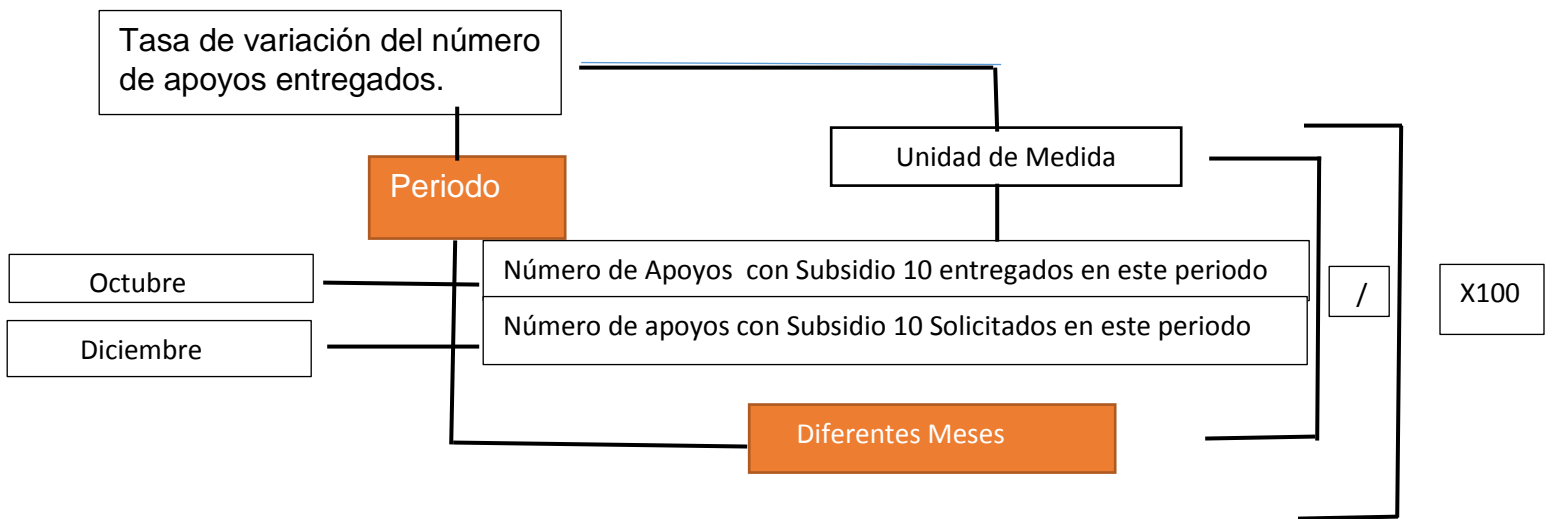 Tasa de variación del número
de apoyos entregados.
Unidad de Medida
Periodo
Octubre
Número de Apoyos con Subsidio 10 entregados en este periodo
/
X100
Diciembre
Número de apoyos con Subsidio 10 Solicitados en este periodo
Diferentes Meses